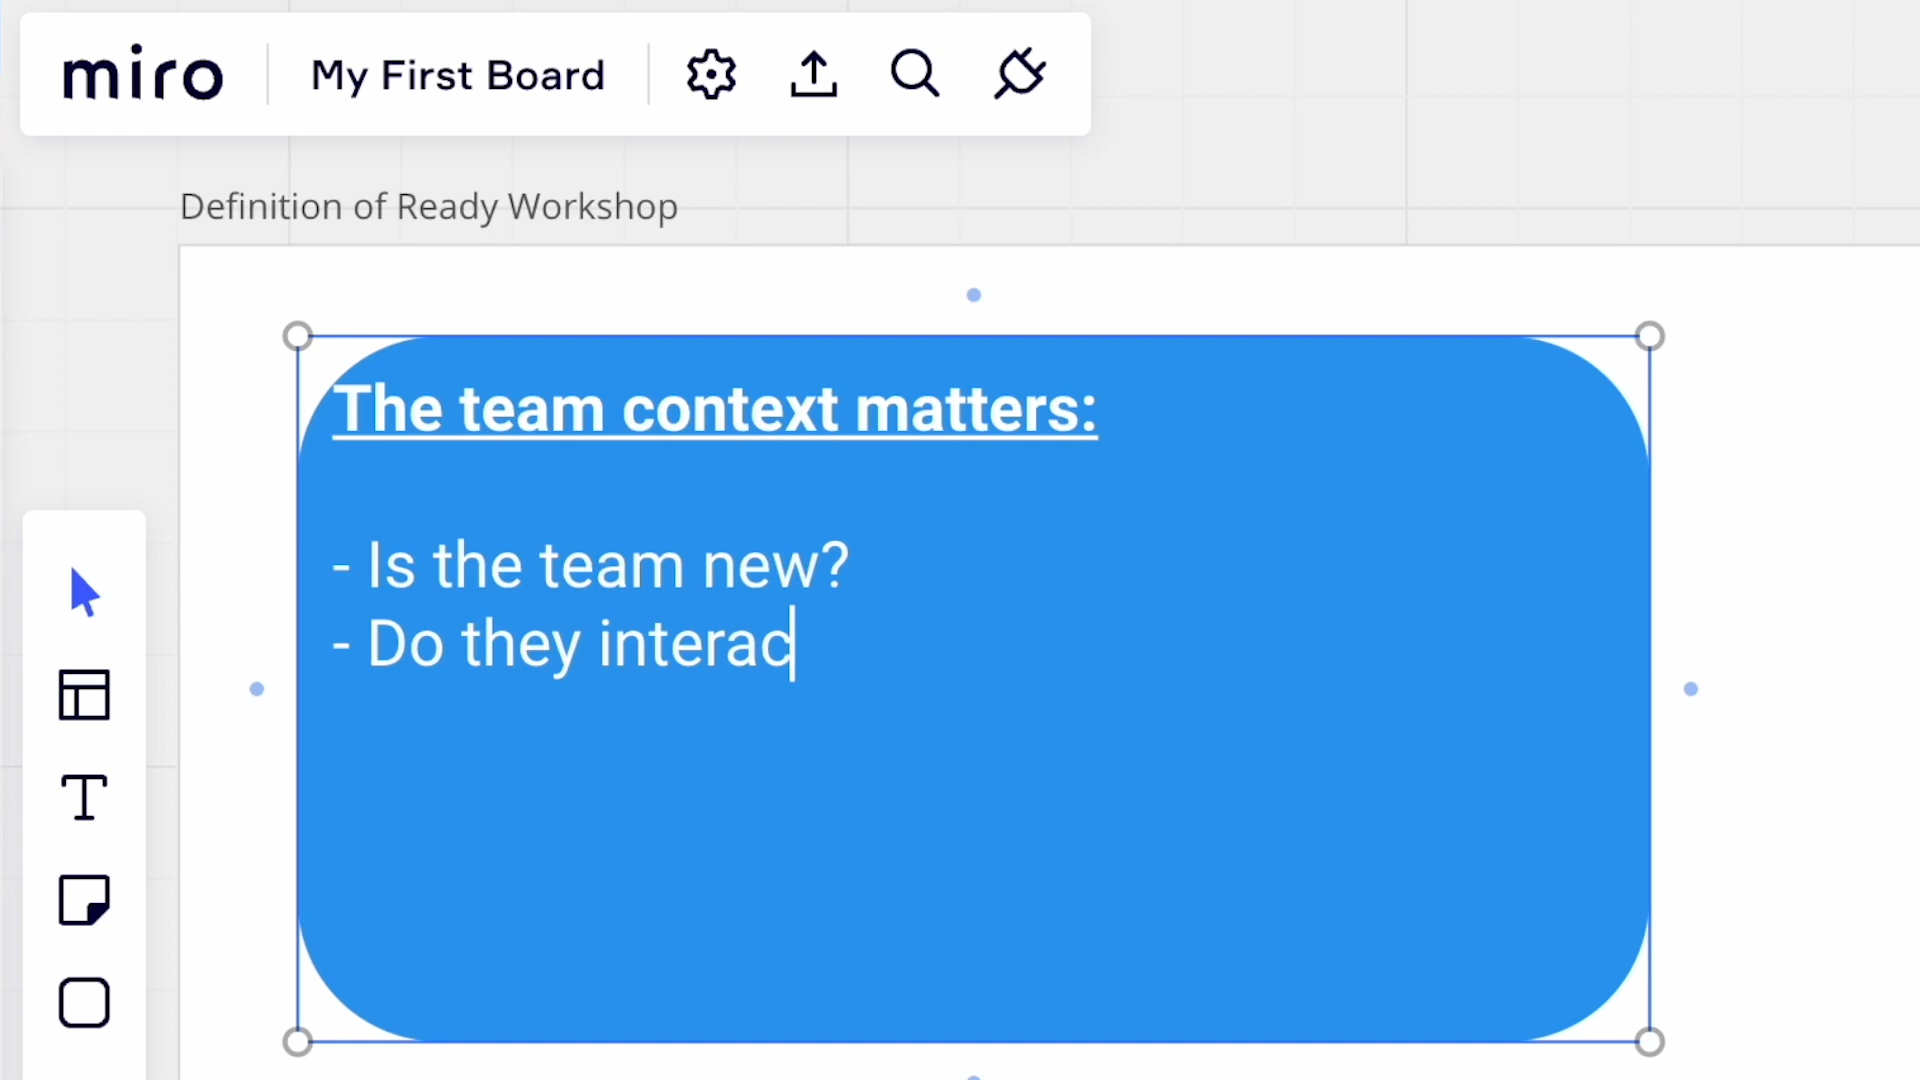 miro
My First Board
Definition of Ready Workshop
The team context matters:
- Is the team new?
- Do they interac